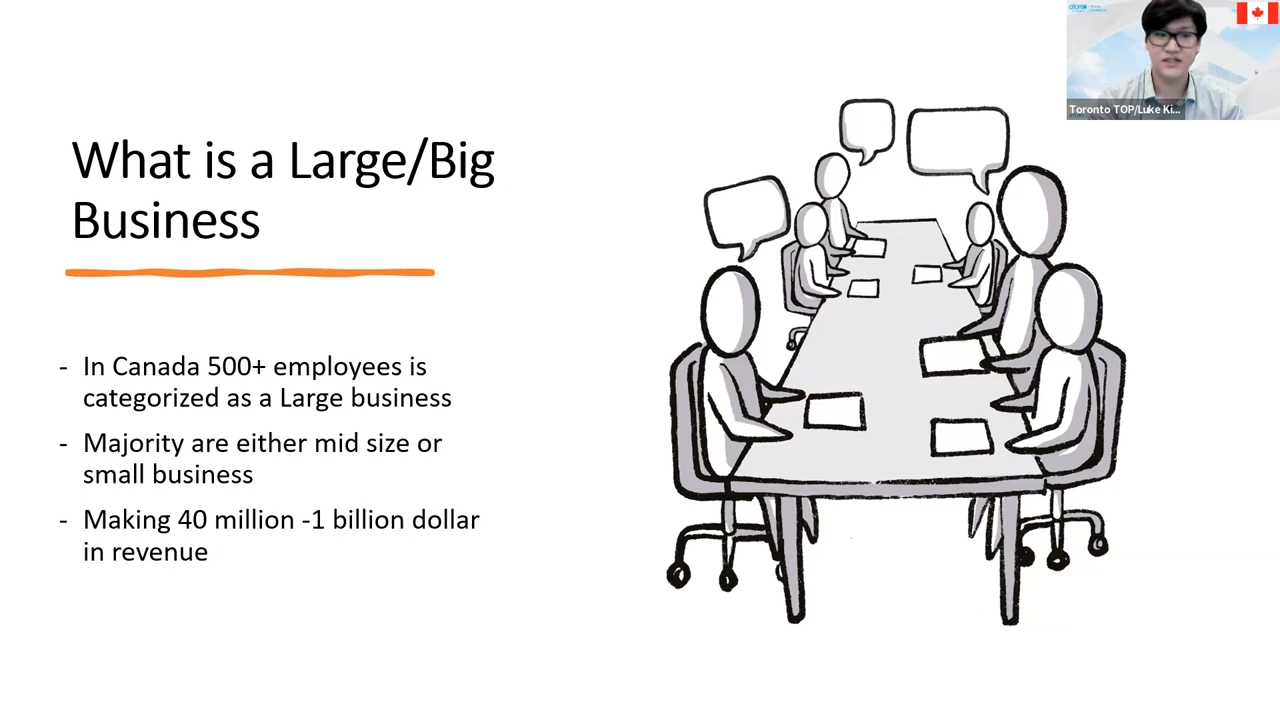 What is a Large/Big
Business
- In Canada 500+ employees is
categorized as a Large business
- Majority are either mid size or
small business
- Making 40 million -1 billion dollar
in revenue
Toronto TOP/Luke Ki...